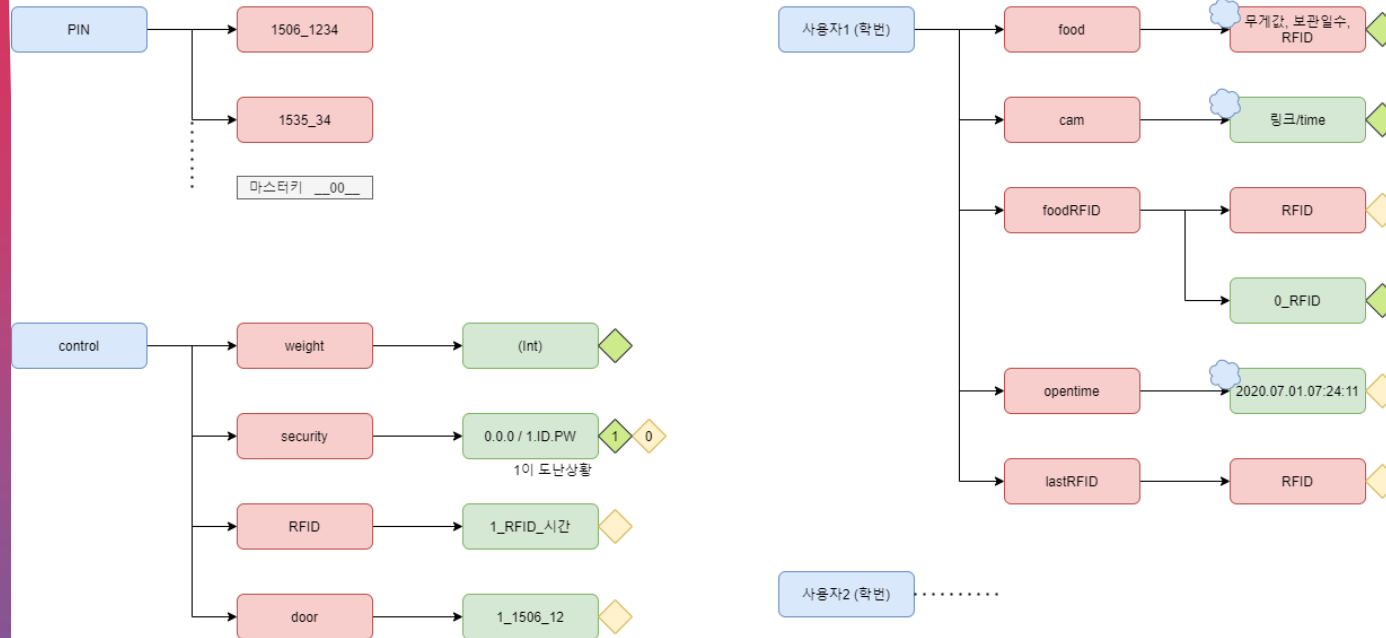 PIN
1506_1234
1535_34
마스터키 __00__
control
weight
(Int)
security
0.0.0 / 1.ID.PW
1
0
1이 도난상황
RFID
1_RFID_시간
door
1_1506_12
사용자1 (학번)
food
무게값, 보관일수,
RFID
cam
링크/time
foodRFID
RFID
0_RFID
opentime
2020.07.01.07:24:11
lastRFID
RFID
사용자2 (학번)